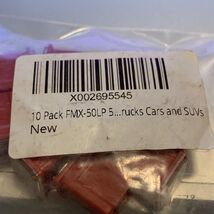 X002695545
10 Pack FMX-50LP 5...rucks Cars and SUVs
New